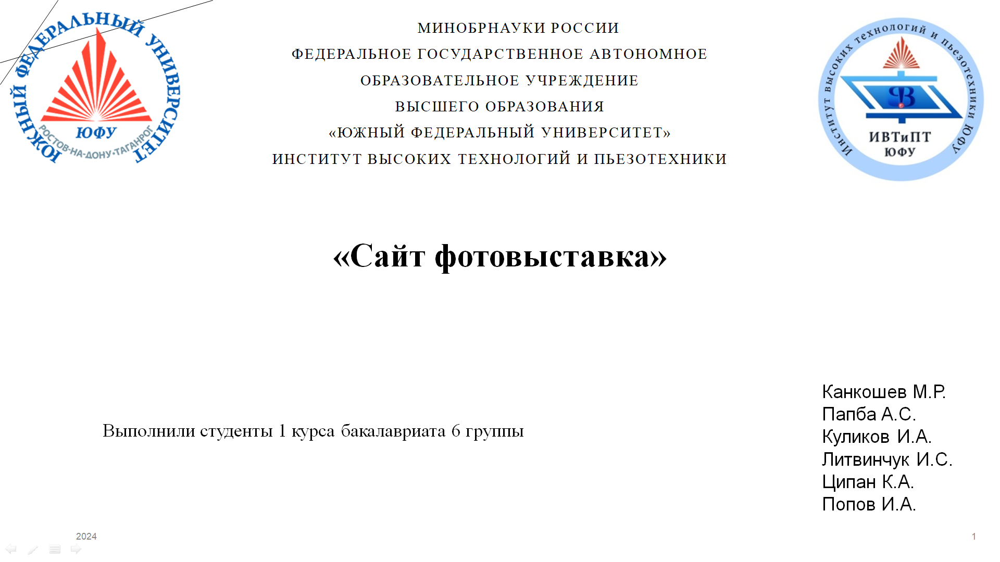 ЮЖНЫЙ ФЕДЕРАЛЬНЫЙ УНИВЕРСИТЕТ
ЮФУ
РОСТОВ-НА-ДОНУ•ТАГАНРОГ
МИНОБРНАУКИ РОССИИ
ФЕДЕРАЛЬНОЕ ГОСУДАРСТВЕННОЕ АВТОНОМНОЕ
ОБРАЗОВАТЕЛЬНОЕ УЧРЕЖДЕНИЕ
ВЫСШЕГО ОБРАЗОВАНИЯ
«ЮЖНЫЙ ФЕДЕРАЛЬНЫЙ УНИВЕРСИТЕТ»
ИНСТИТУТ ВЫСОКИХ ТЕХНОЛОГИЙ И ПЬЕЗОТЕХНИКИ
Институт высоких технологий и пьезотехники ЮФУ
ИВТиПТ
ЮФУ
«Сайт фотовыставка»
Выполнили студенты 1 курса бакалавриата 6 группы
Канкошев М.Р.
Папба А.С.
Куликов И.А.
Литвинчук И.С.
Ципан К.А.
Попов И.А.
2024
1